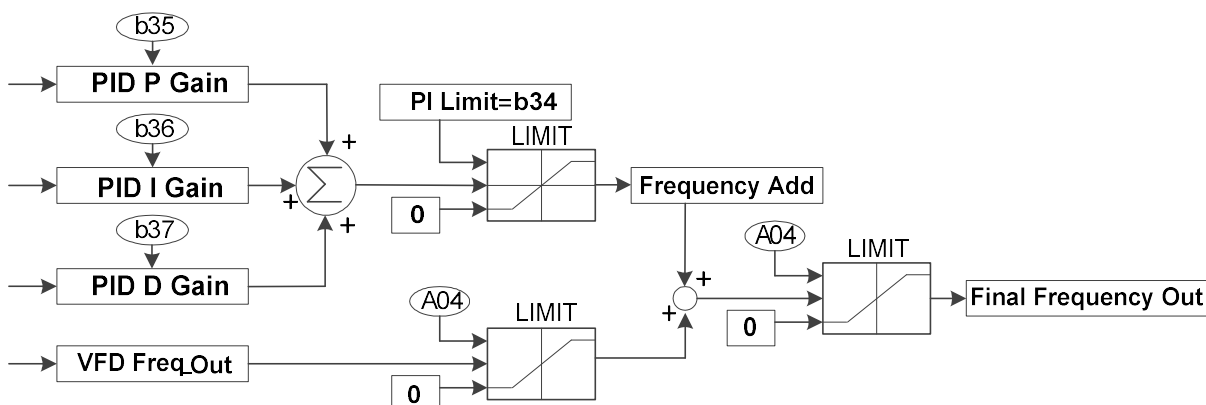 b35
PID P Gain
b36
PID I Gain
b37
PID D Gain
+
+
+
Σ
PI Limit=b34
LIMIT
0
Frequency Add
A04
LIMIT
0
VFD Freq_Out
+
+
A04
LIMIT
0
Final Frequency Out